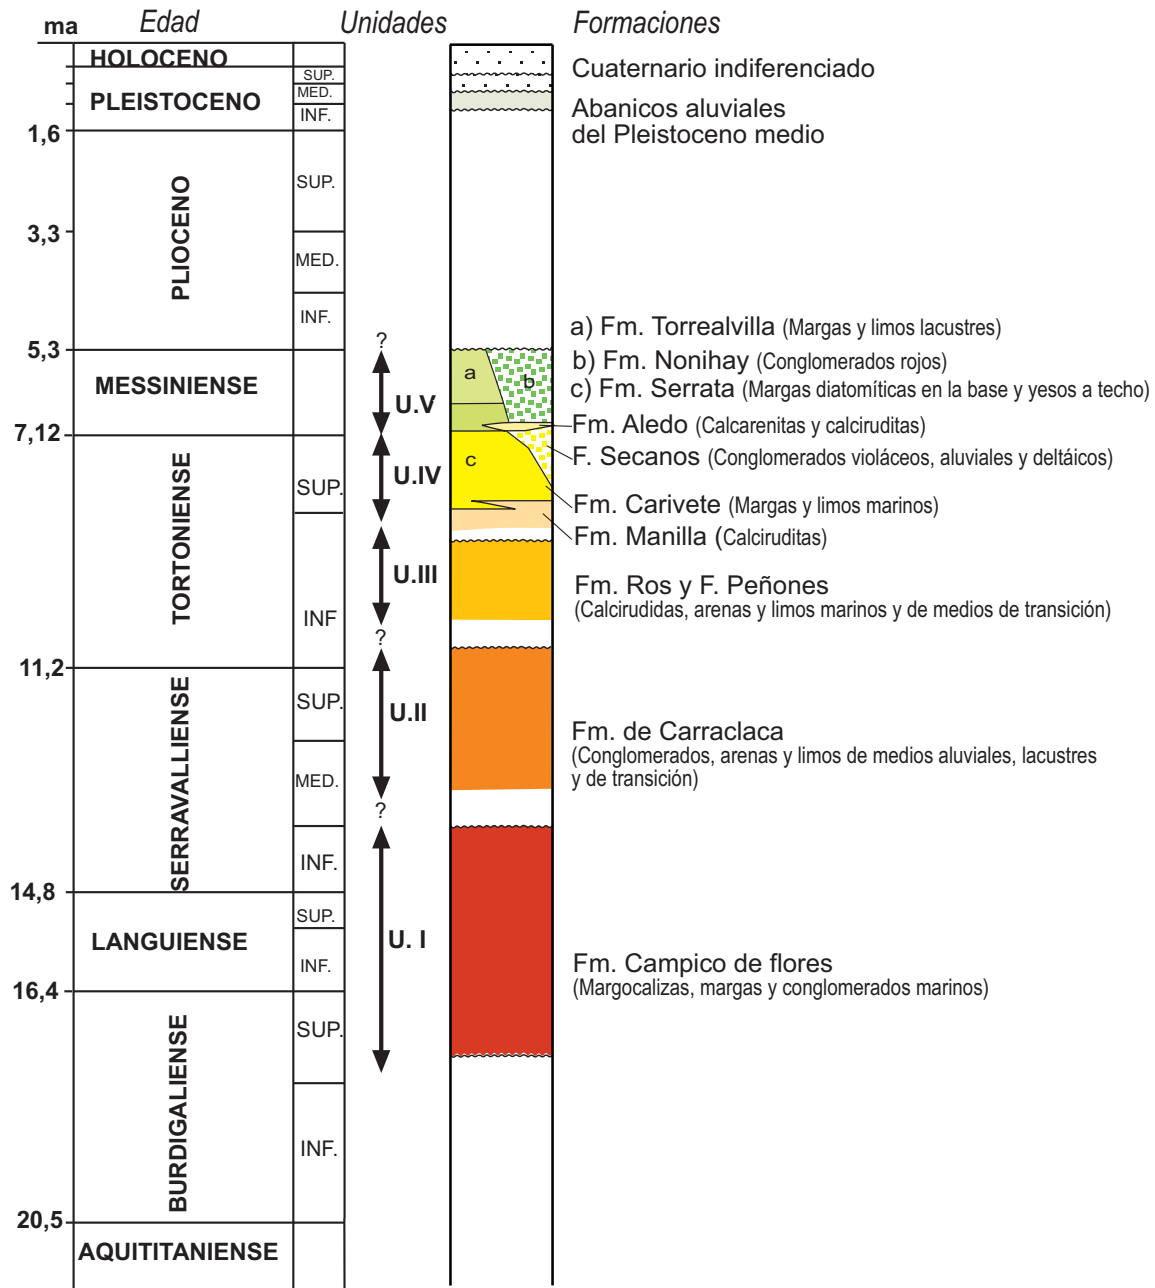 ma Edad Unidades Formaciones
HOLOCENO
SUP.
Cuaternario indiferenciado
PLEISTOCENO
MED.
INF.
Abanicos aluviales
del Pleistoceno medio
1,6
PLIOCENO
SUP.
3,3
MED.
INF.
a) Fm. Torrealvilla (Margas y limos lacustres)
?
5,3
b) Fm. Nonihay (Conglomerados rojos)
MESSINIENSE
U.V
a
b
c) Fm. Serrata (Margas diatomíticas en la base y yesos a techo)
Fm. Aledo (Calcarenitas y calciruditas)
7,12
F. Secanos (Conglomerados violáceos, aluviales y deltáicos)
TORTONIENSE
SUP.
U.IV
c
Fm. Carivete (Margas y limos marinos)
Fm. Manilla (Calciruditas)
U.III
Fm. Ros y F. Peñones
(Calcirudidas, arenas y limos marinos y de medios de transición)
INF
?
11,2
SERRAVALLIENSE
SUP.
U.II
Fm. de Carraclaca
(Conglomerados, arenas y limos de medios aluviales, lacustres
y de transición)
MED.
?
INF.
14,8
SUP.
LANGUIENSE
U. I
INF.
Fm. Campico de flores
(Margocalizas, margas y conglomerados marinos)
16,4
BURDIGALIENSE
SUP.
INF.
20,5
AQUITITANIENSE